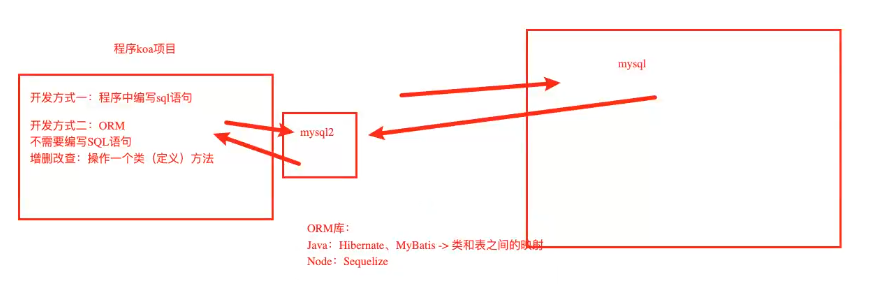 程序koa项目
开发方式一：程序中编写sql语句
开发方式二：ORM
不需要编写SQL语句
增删改查：操作一个类（定义）方法
mysql2
mysql
ORM库：
Java：Hibernate、MyBatis -> 类和表之间的映射
Node：Sequelize